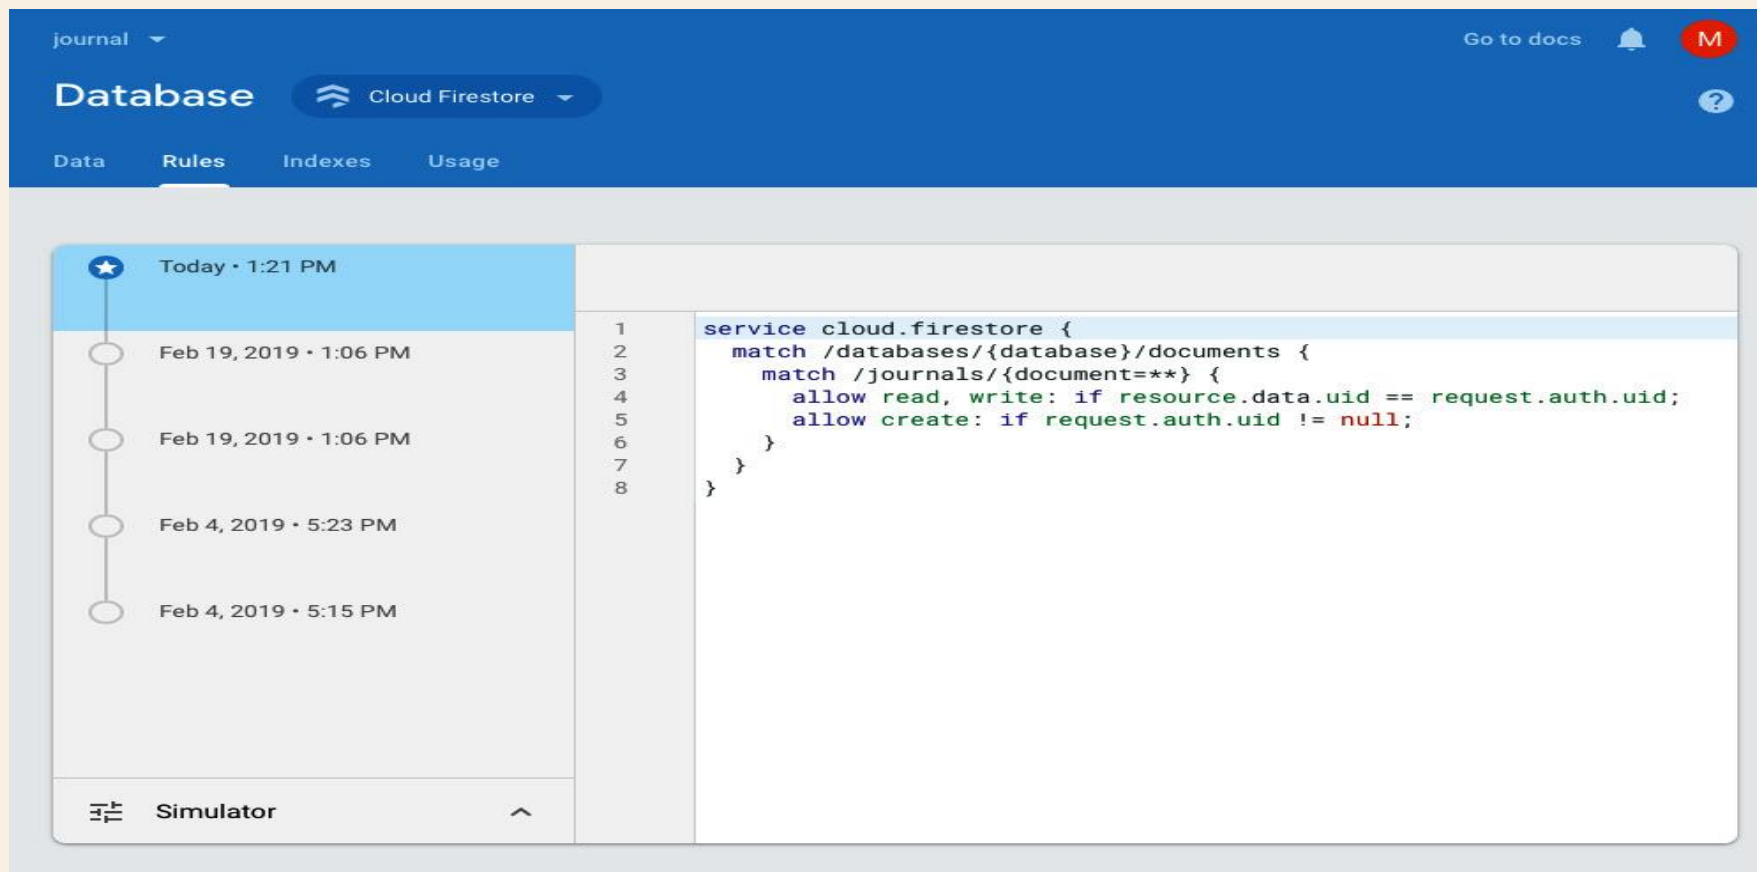 journal
Go to docs
M
Database
Cloud Firestore
?
Data Rules Indexes Usage
Today • 1:21 PM
Feb 19, 2019 • 1:06 PM
Feb 19, 2019 • 1:06 PM
Feb 4, 2019 • 5:23 PM
Feb 4, 2019 • 5:15 PM
Simulator
1 service cloud.firestore {
2   match /databases/{database}/documents {
3     match /journals/{document=**} {
4       allow read, write: if resource.data.uid == request.auth.uid;
5       allow create: if request.auth.uid != null;
6     }
7   }
8 }